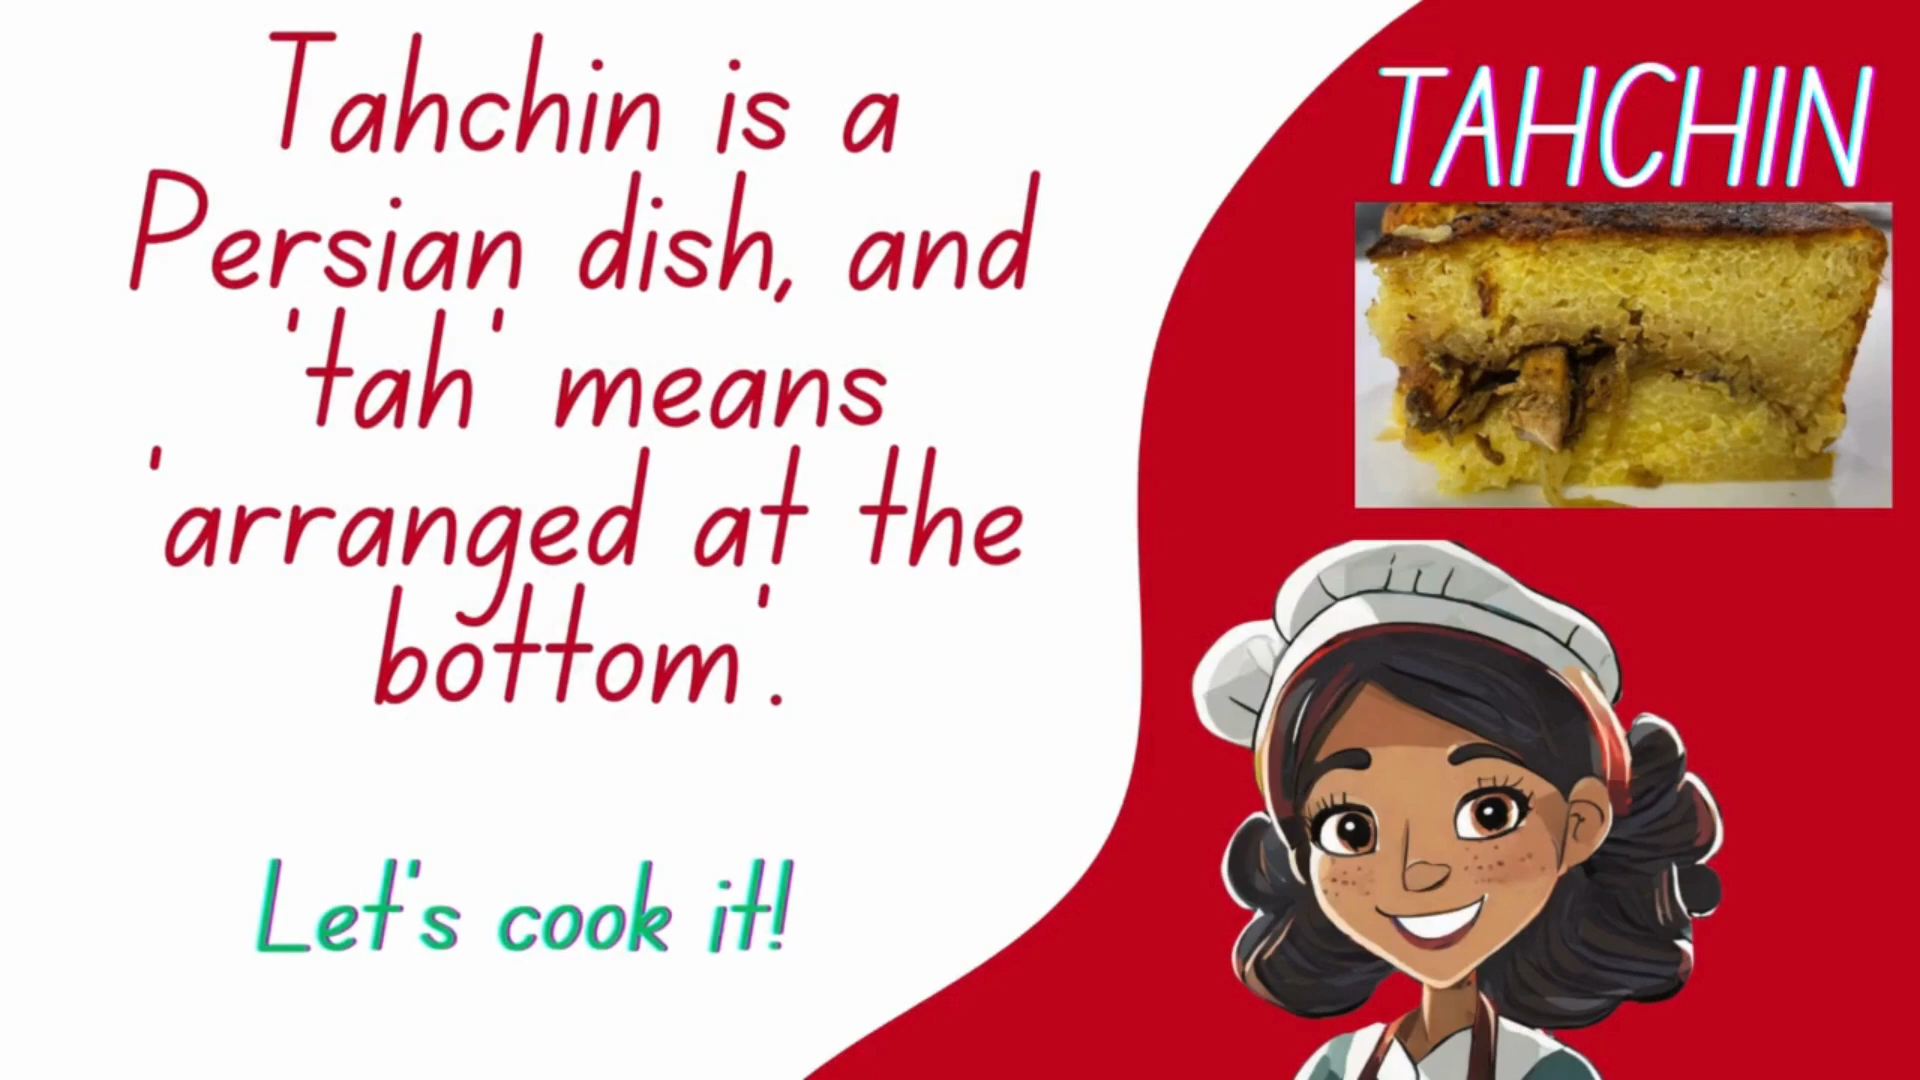 Tahchin is a
Persian dish, and
'tah' means
'arranged at the
bottom'.
Let's cook it!
TAHCHIN